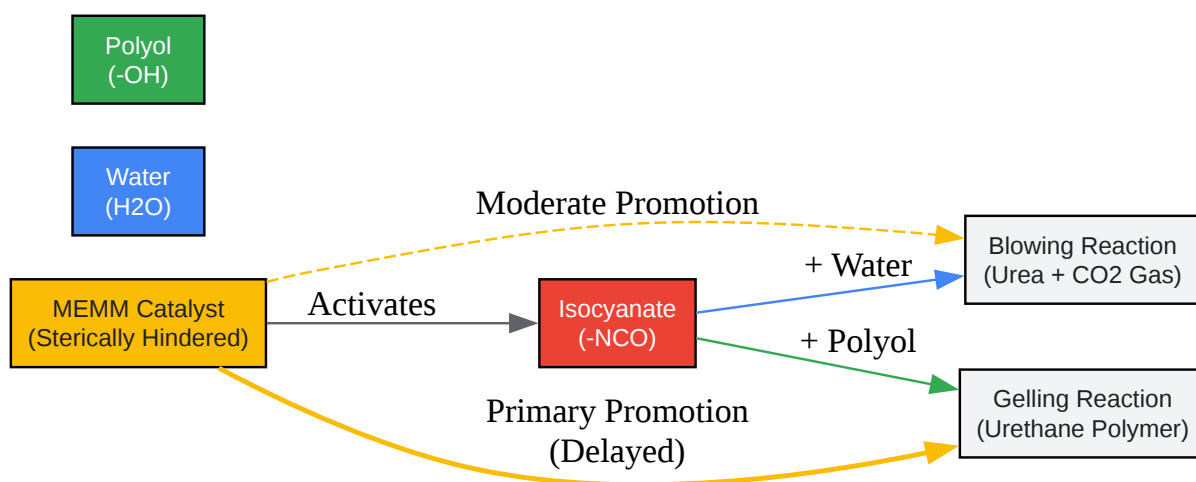 Polyol
(-OH)
Water
(H2O)
Moderate Promotion
Blowing Reaction
(Urea + CO2 Gas)
+ Water
MEMM Catalyst
(Sterically Hindered)
Activates
Isocyanate
(-NCO)
+ Polyol
Gelling Reaction
(Urethane Polymer)
Primary Promotion
(Delayed)